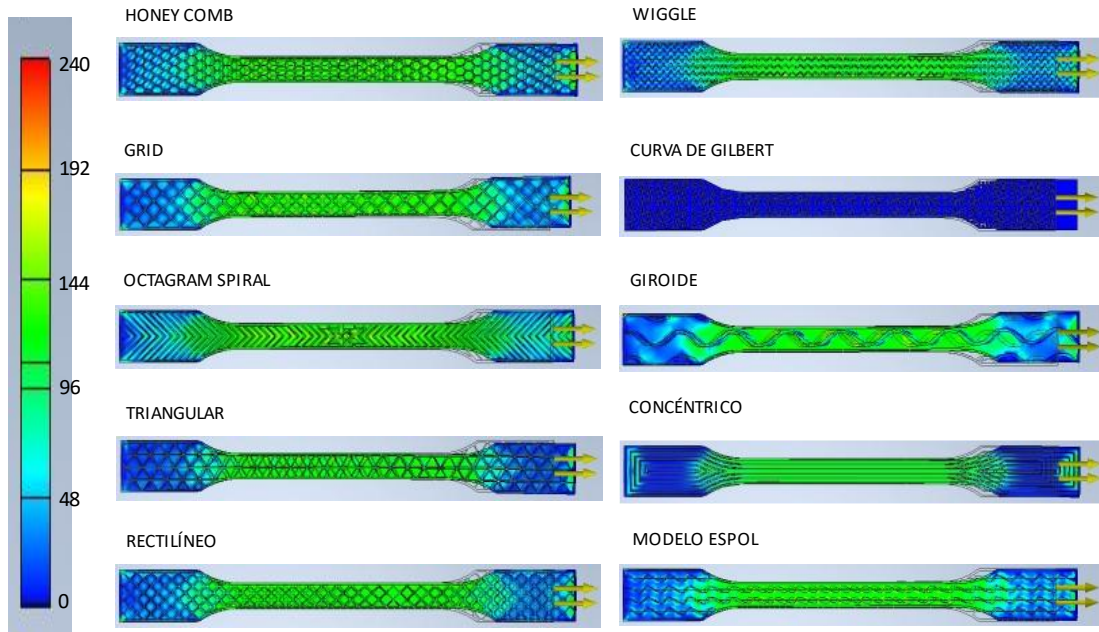 HONEY COMB
WIGGLE
240
192
144
96
48
0
GRID
CURVA DE GILBERT
OCTAGRAM SPIRAL
GIROIDE
TRIANGULAR
CONCÉNTRICO
RECTILÍNEO
MODELO ESPOL